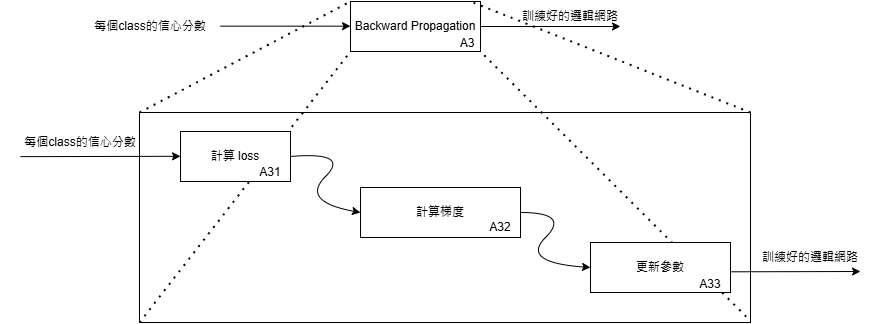 每個class的信心分數
Backward Propagation
A3
訓練好的邏輯網路
每個class的信心分數
計算 loss
A31
計算梯度
A32
更新參數
A33
訓練好的邏輯網路